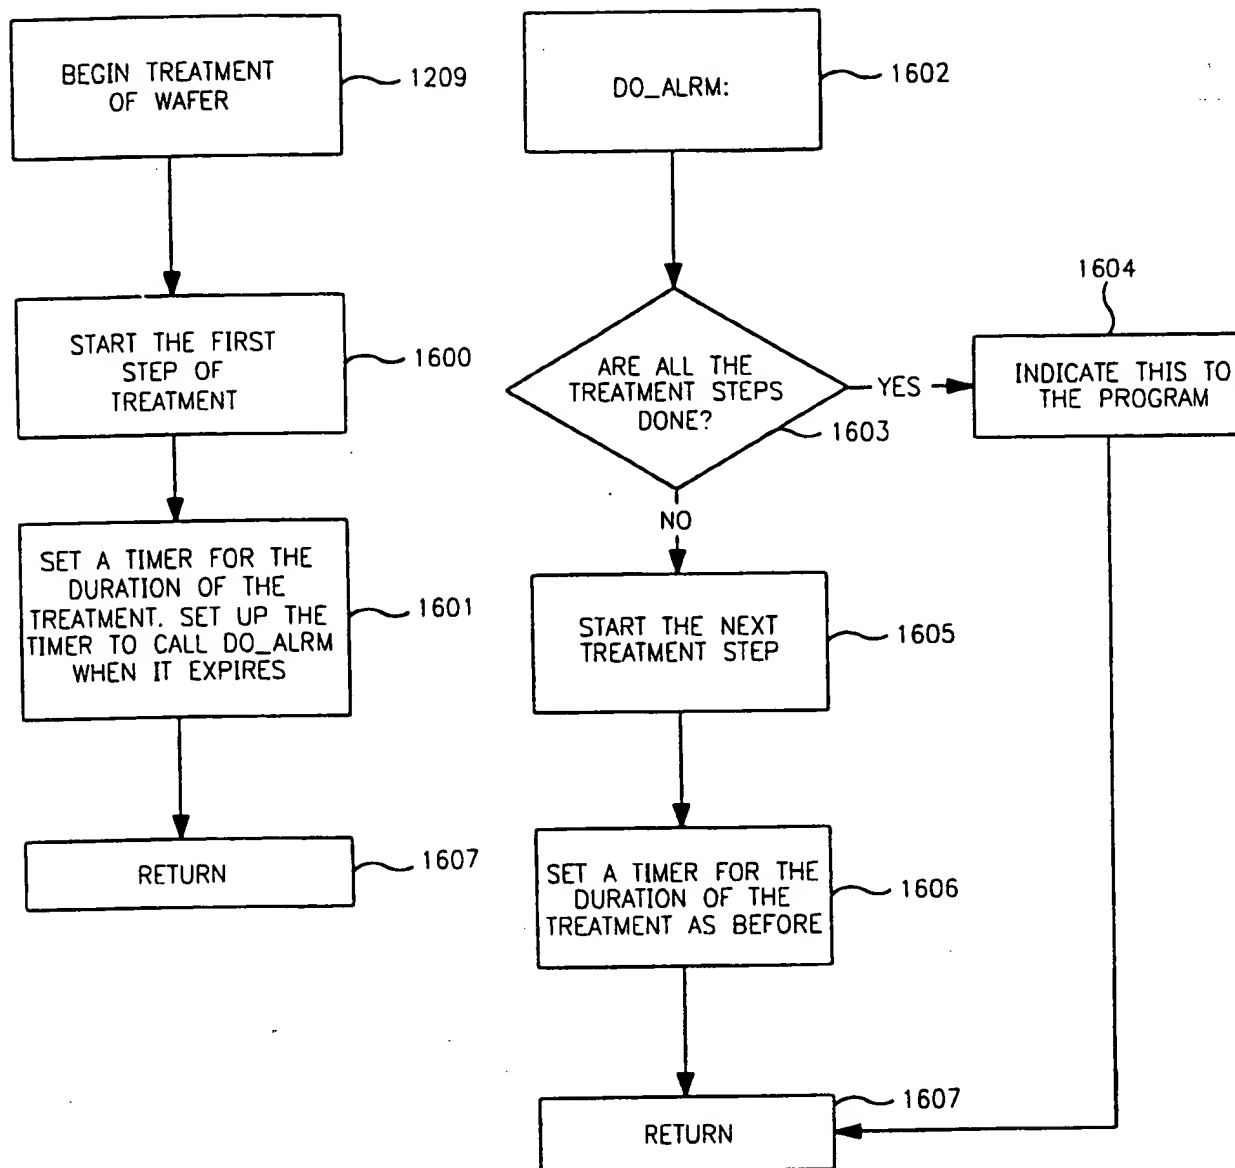 BEGIN TREATMENT
OF WAFER
1209
START THE FIRST
STEP OF
TREATMENT
1600
SET A TIMER FOR THE
DURATION OF THE
TREATMENT. SET UP THE
TIMER TO CALL DO_ALRM
WHEN IT EXPIRES
1601
RETURN
1607
DO_ALRM:
1602
ARE ALL THE
TREATMENT STEPS
DONE?
1603
YES
1604
INDICATE THIS TO
THE PROGRAM
NO
START THE NEXT
TREATMENT STEP
1605
SET A TIMER FOR THE
DURATION OF THE
TREATMENT AS BEFORE
1606
RETURN
1607